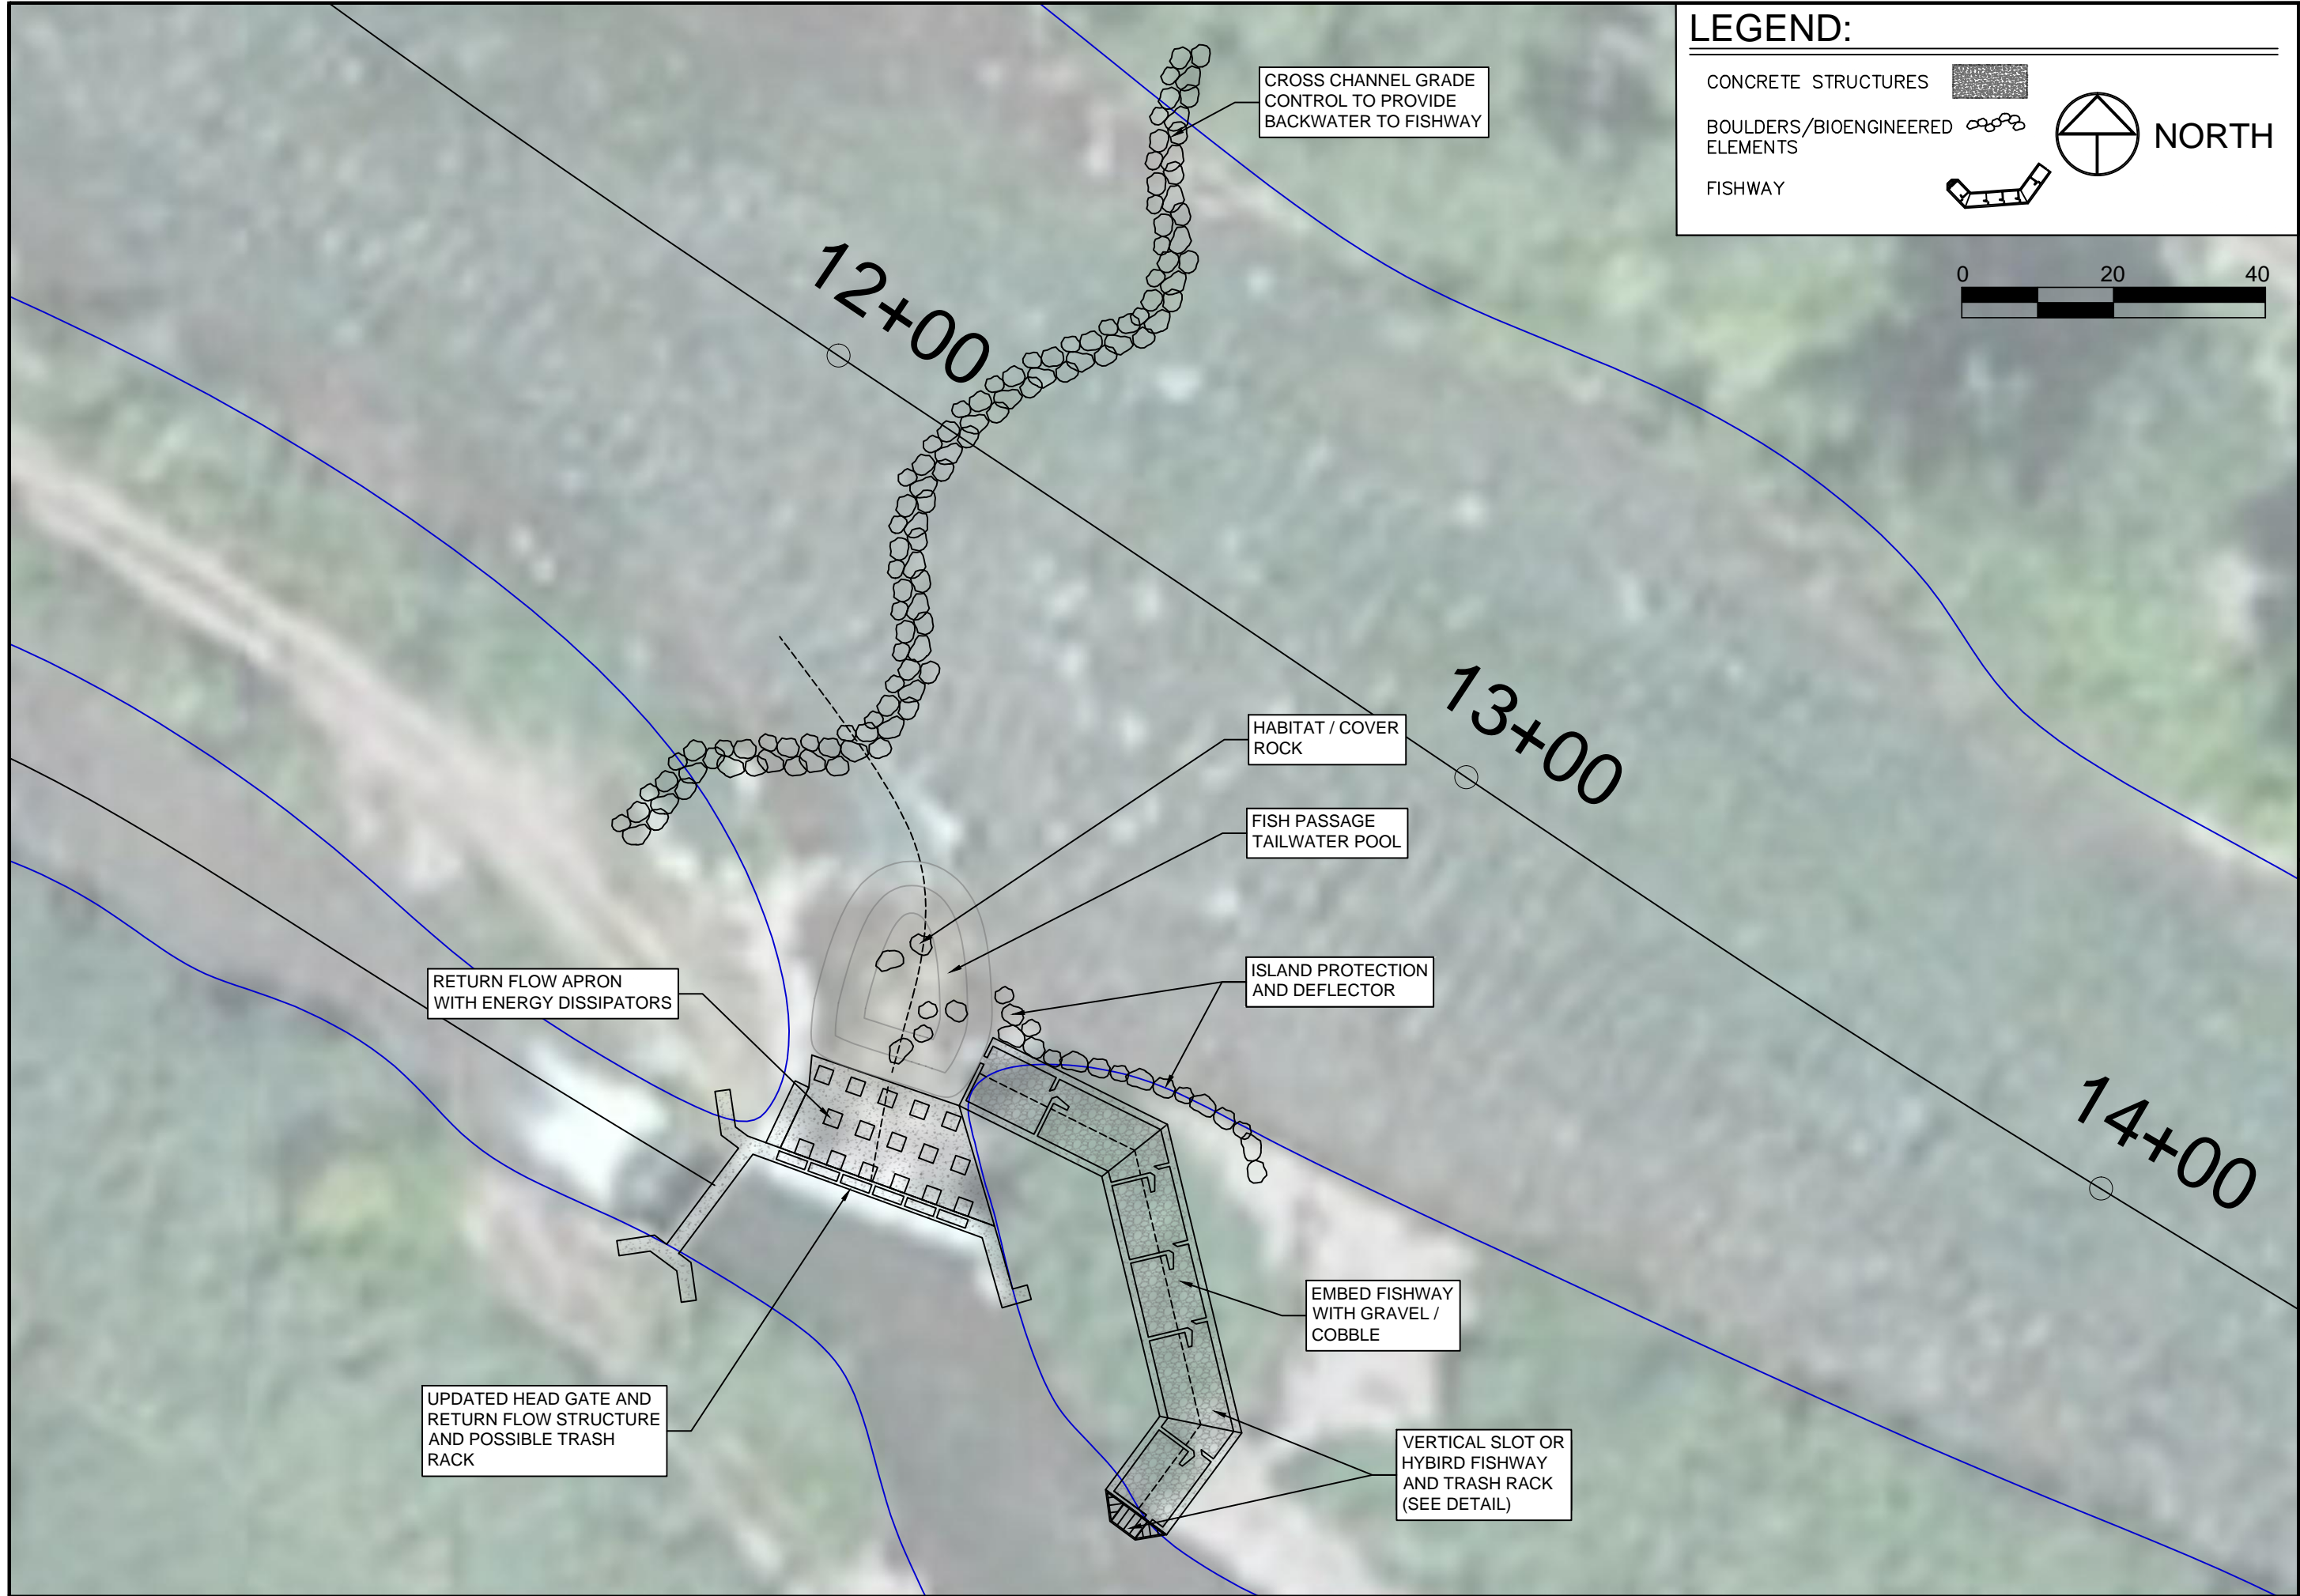 LEGEND:
CONCRETE STRUCTURES
BOULDERS/BIOENGINEERED
ELEMENTS
FISHWAY
NORTH
0 20 40
CROSS CHANNEL GRADE
CONTROL TO PROVIDE
BACKWATER TO FISHWAY
12+00
13+00
14+00
HABITAT / COVER
ROCK
FISH PASSAGE
TAILWATER POOL
ISLAND PROTECTION
AND DEFLECTOR
RETURN FLOW APRON
WITH ENERGY DISSIPATORS
EMBED FISHWAY
WITH GRAVEL /
COBBLE
UPDATED HEAD GATE AND
RETURN FLOW STRUCTURE
AND POSSIBLE TRASH
RACK
VERTICAL SLOT OR
HYBIRD FISHWAY
AND TRASH RACK
(SEE DETAIL)